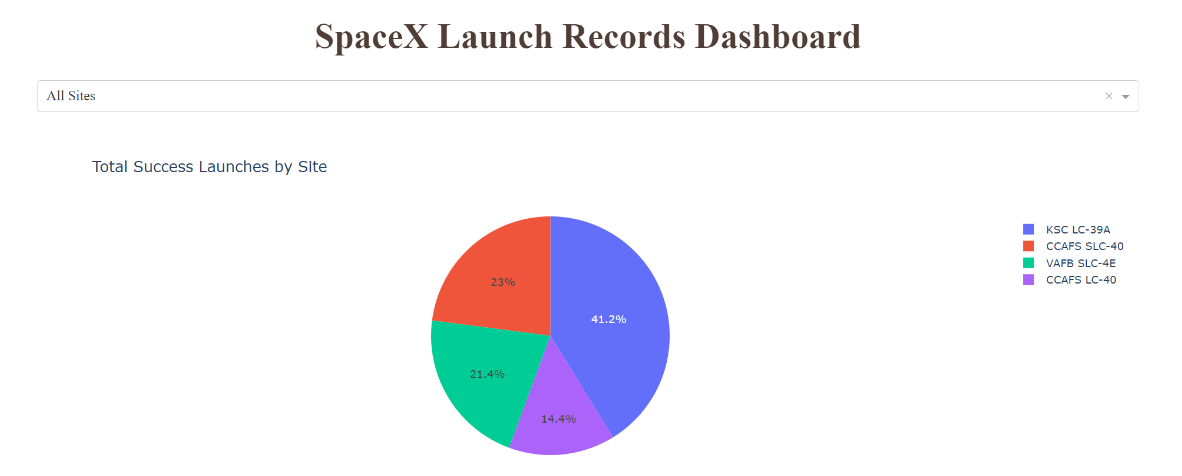 SpaceX Launch Records Dashboard
All Sites
Total Success Launches by Site
KSC LC-39A
CCAFS SLC-40
VAFB SLC-4E
CCAFS LC-40
23%
41.2%
21.4%
14.4%